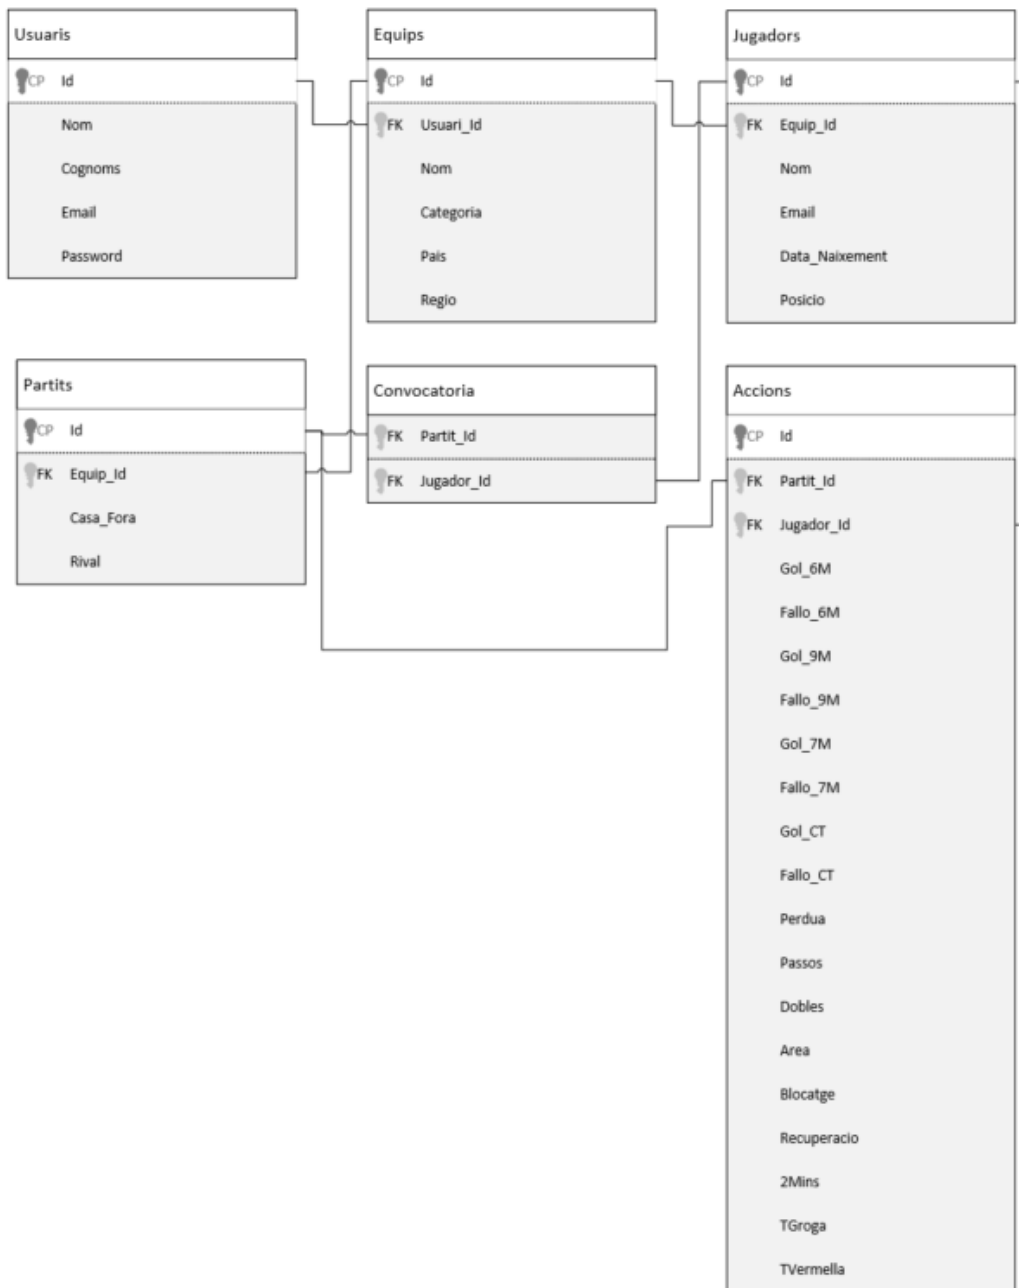 Usuaris
CP Id
Nom
Cognoms
Email
Password
Equips
CP Id
FK Usuari_Id
Nom
Categoria
Pais
Regio
Jugadors
CP Id
FK Equip_Id
Nom
Email
Data_Naixement
Posicio
Partits
CP Id
FK Equip_Id
Casa_Fora
Rival
Convocatoria
FK Partit_Id
FK Jugador_Id
Accions
CP Id
FK Partit_Id
FK Jugador_Id
Gol_6M
Fallo_6M
Gol_9M
Fallo_9M
Gol_7M
Fallo_7M
Gol_CT
Fallo_CT
Perdua
Passos
Dobles
Area
Blocatge
Recuperacio
2Mins
TGroga
TVermella